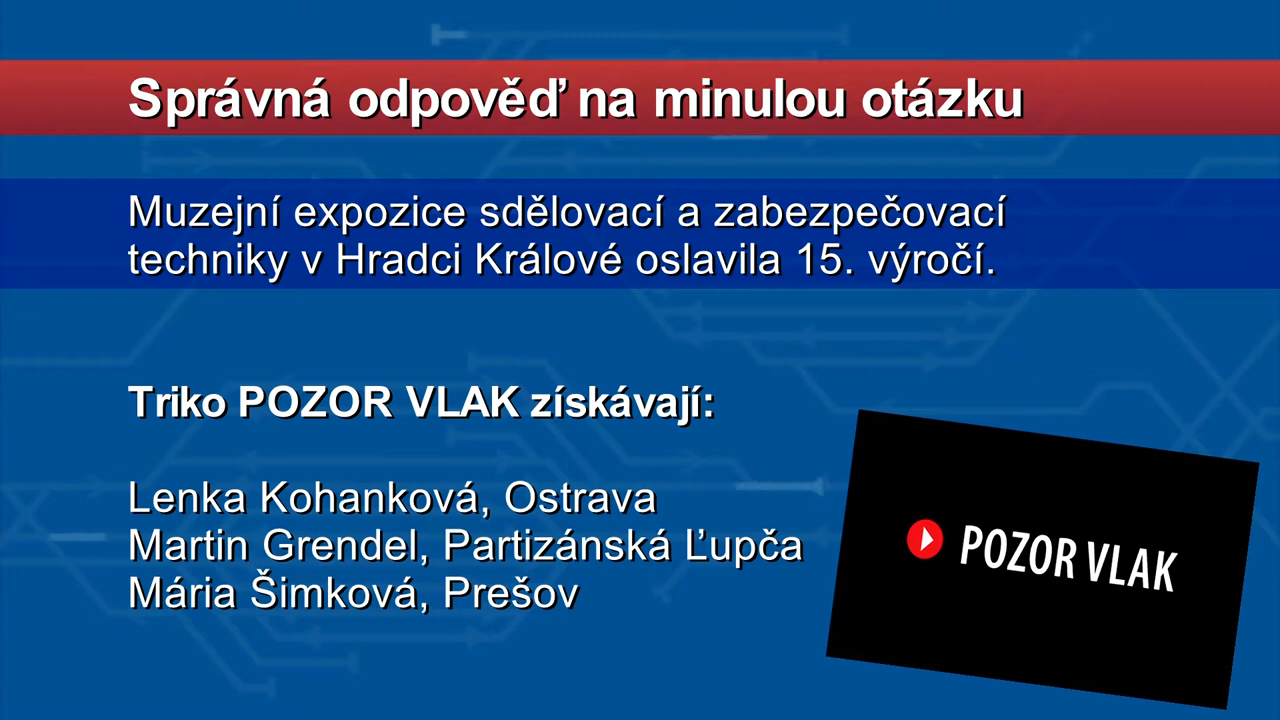 Správná odpověď na minulou otázku
Muzejní expozice sdělovací a zabezpečovací
techniky v Hradci Králové oslavila 15. výročí.
Triko POZOR VLAK získávají:
Lenka Kohanková, Ostrava
Martin Grendel, Partizánská Ľupča
Mária Šimková, Prešov
POZOR VLAK